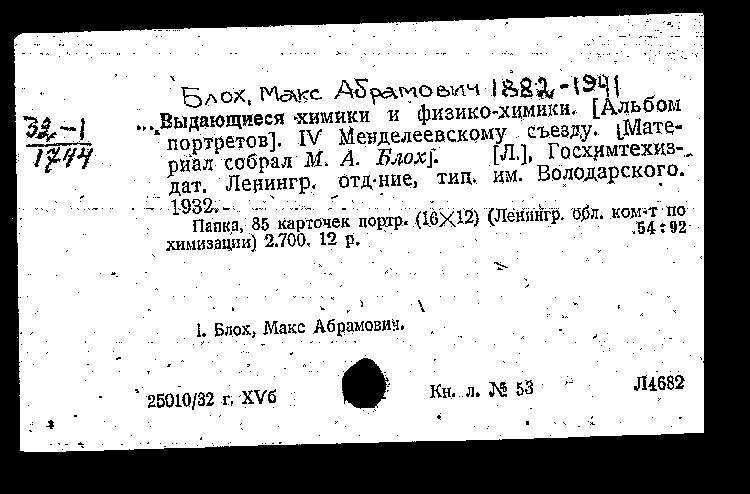 Блох, Макс Абрамович 1882-1941
32-1
1744
...Выдающиеся химики и физико-химики. [Альбом
портретов]. IV Менделеевскому съезду. [Мате-
риал собрал М. А. Блох]. [Л.], Госхимтехиз-
дат. Ленингр. отд-ние, тип. им. Володарского.
1932.
Папка, 85 карточек портр. (16X12) (Ленингр. обл. ком-т по
химизации) 2.700. 12 р.
54:92
1. Блох, Макс Абрамович.
25010/32 г. XVб
Кн. л. № 53
Л4682